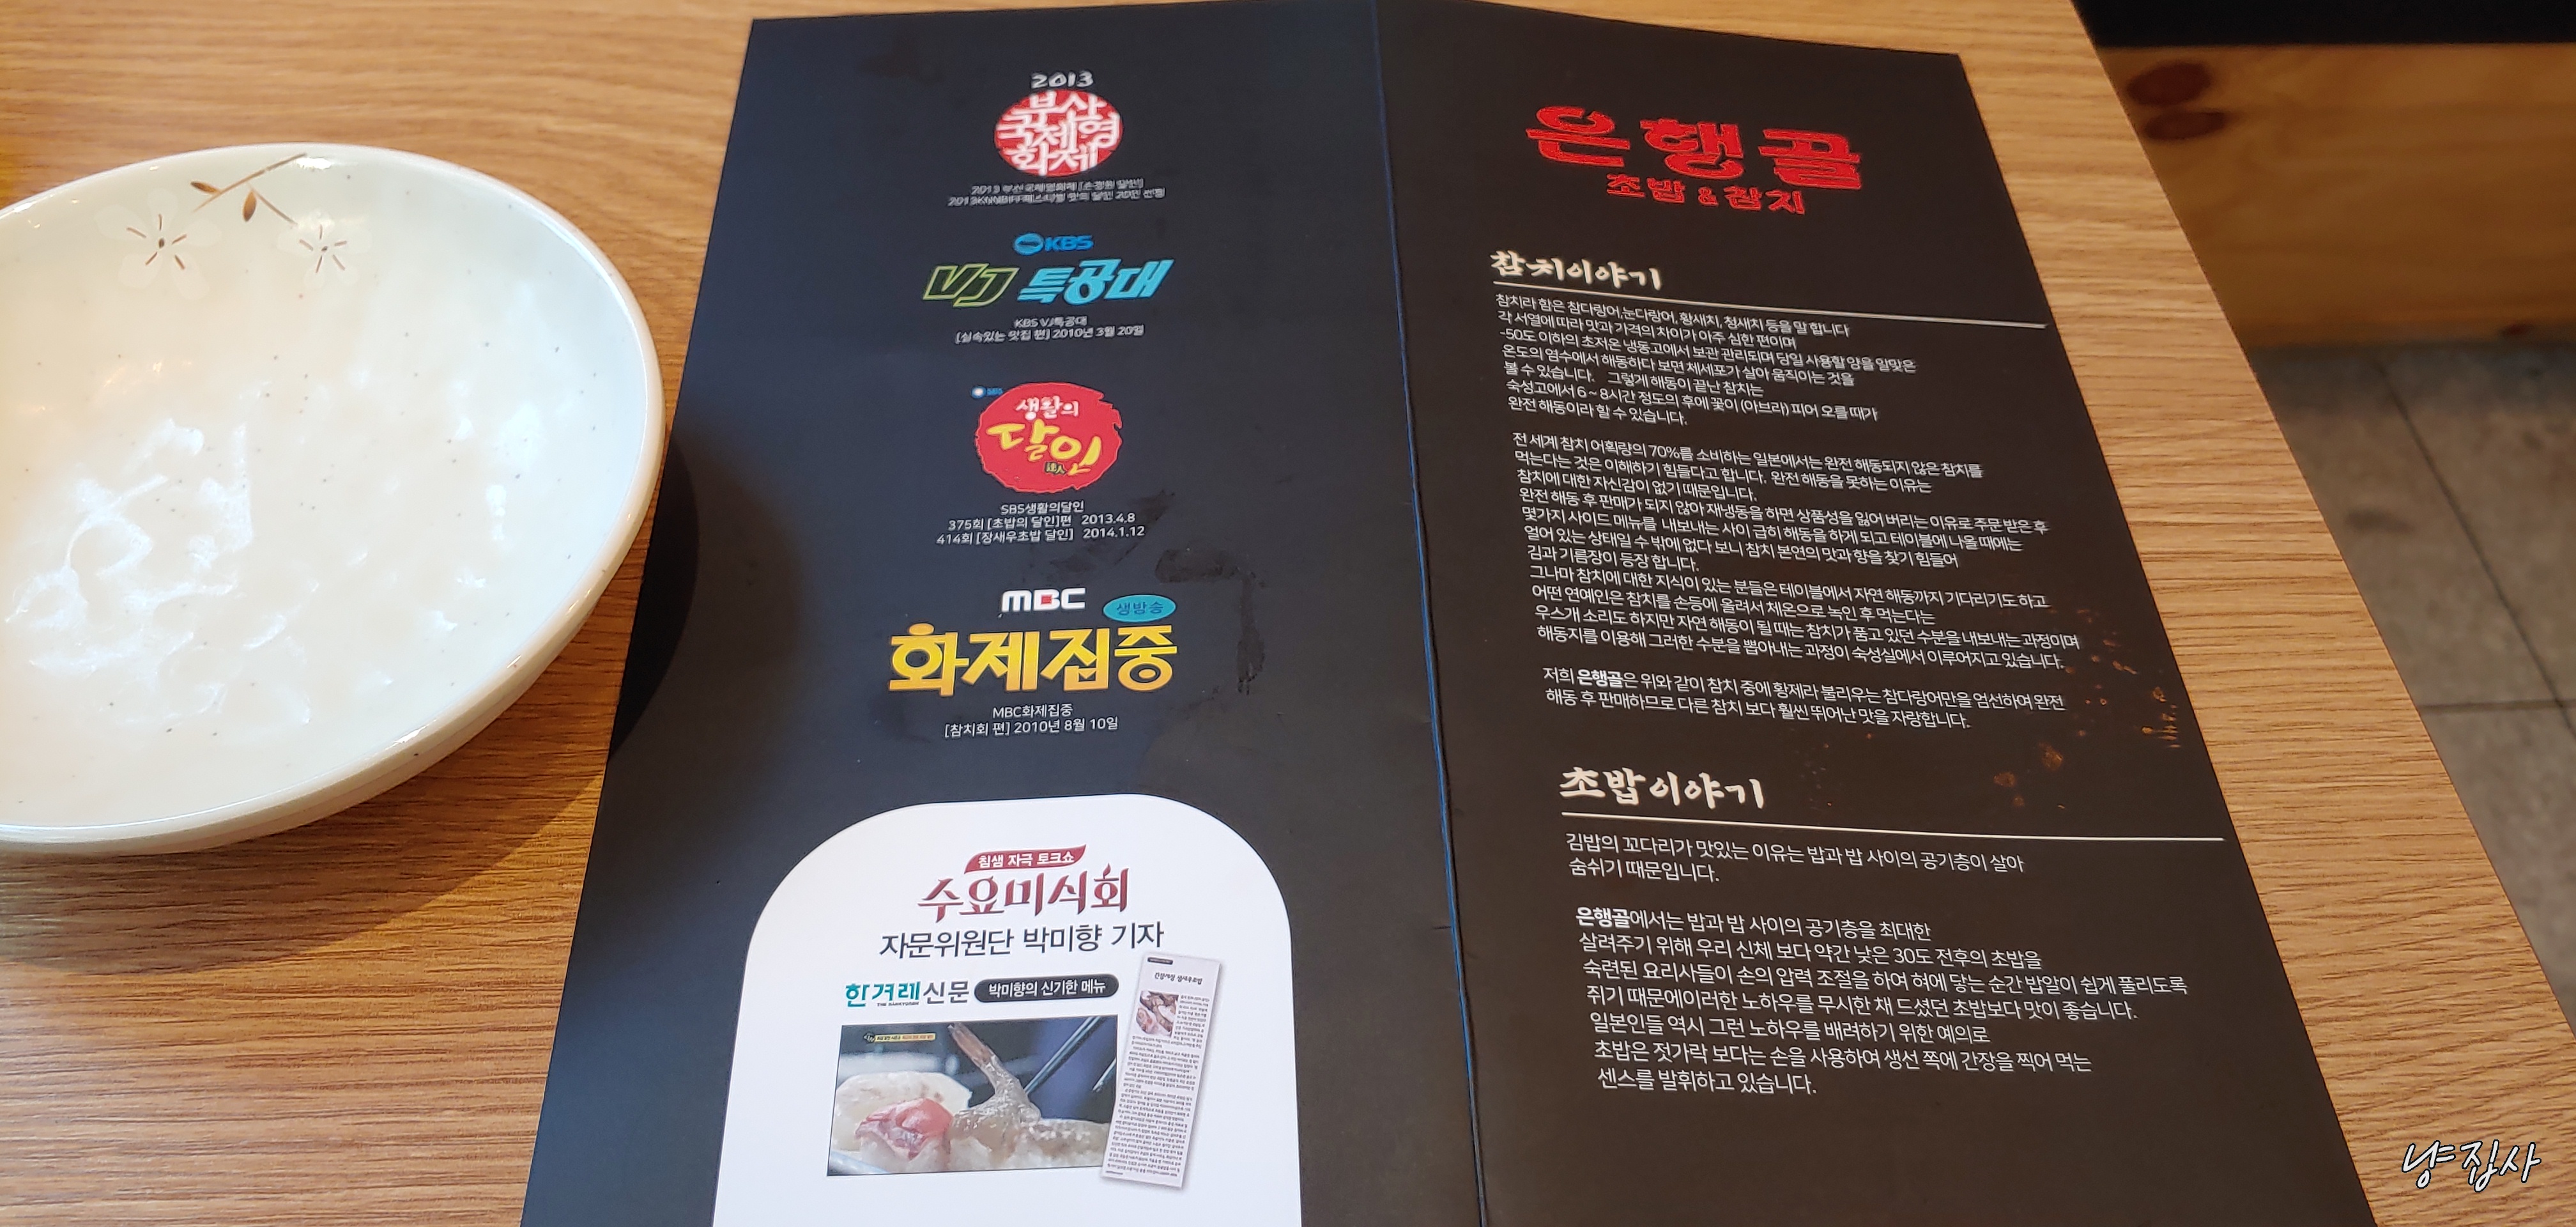 2013
부산
국제영
화제
2013 부산국제영화제
KBS
VJ 특공대
KBS VJ특공대
[실속있는 맛집 편] 2010년 3월 20일
SBS
생활의
달인
達人
SBS생활의달인
375회 [초밥의 달인]편 2013.4.8
414회 [장새우초밥 달인] 2014.1.12
MBC 생방송
화제집중
MBC화제집중
[참치회 편] 2010년 8월 10일
침샘 자극 토크쇼
수요미식회
자문위원단 박미향 기자
한겨레신문 박미향의 신기한 메뉴
은행골
초밥 & 참치
참치이야기
참치라 함은 참다랑어,눈다랑어, 황새치, 청새치 등을 말 합니다
각 서열에 따라 맛과 가격의 차이가 아주 심한 편이며
-50도 이하의 초저온 냉동고에서 보관 관리되며 당일 사용할 양을 알맞은
온도의 염수에서 해동하다 보면 체세포가 살아 움직이는 것을
볼 수 있습니다. 그렇게 해동이 끝난 참치는
숙성고에서 6 ~ 8시간 정도의 후에 꽃이 (아브라) 피어 오를 때가
완전 해동이라 할 수 있습니다.
전 세계 참치 어획량의 70%를 소비하는 일본에서는 완전 해동되지 않은 참치를
먹는다는 것은 이해하기 힘들다고 합니다. 완전 해동을 못하는 이유는
참치에 대한 자신감이 없기 때문입니다.
완전 해동 후 판매가 되지 않아 재냉동을 하면 상품성을 잃어 버리는 이유로 주문 받은 후
몇가지 사이드 메뉴를 내보내는 사이 급히 해동을 하게 되고 테이블에 나올 때에는
얼어 있는 상태일 수 밖에 없다 보니 참치 본연의 맛과 향을 찾기 힘들어
김과 기름장이 등장 합니다.
그나마 참치에 대한 지식이 있는 분들은 테이블에서 자연 해동까지 기다리기도 하고
어떤 연예인은 참치를 손등에 올려서 체온으로 녹인 후 먹는다는
우스개 소리도 하지만 자연 해동이 될 때는 참치가 품고 있던 수분을 내보내는 과정이며
해동지를 이용해 그러한 수분을 뽑아내는 과정이 숙성실에서 이루어지고 있습니다.
저희 은행골은 위와 같이 참치 중에 황제라 불리우는 참다랑어만을 엄선하여 완전
해동 후 판매하므로 다른 참치 보다 훨씬 뛰어난 맛을 자랑합니다.
초밥이야기
김밥의 꼬다리가 맛있는 이유는 밥과 밥 사이의 공기층이 살아
숨쉬기 때문입니다.
은행골에서는 밥과 밥 사이의 공기층을 최대한
살려주기 위해 우리 신체 보다 약간 낮은 30도 전후의 초밥을
숙련된 요리사들이 손의 압력 조절을 하여 혀에 닿는 순간 밥알이 쉽게 풀리도록
쥐기 때문에이러한 노하우를 무시한 채 드셨던 초밥보다 맛이 좋습니다.
일본인들 역시 그런 노하우를 배려하기 위한 예의로
초밥은 젓가락 보다는 손을 사용하여 생선 쪽에 간장을 찍어 먹는
센스를 발휘하고 있습니다.
냥집사